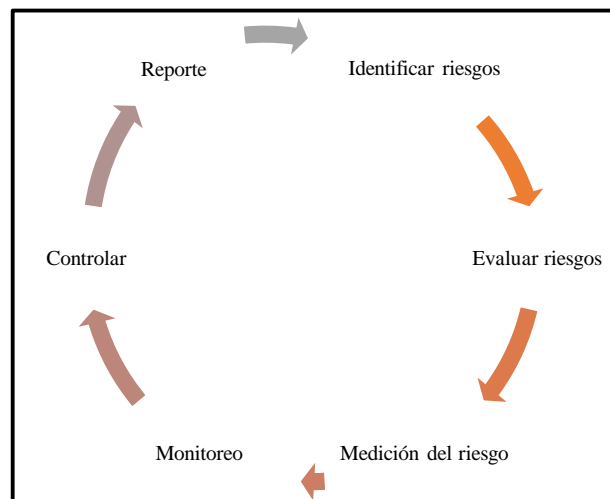 Reporte
Identificar riesgos
Evaluar riesgos
Medición del riesgo
Monitoreo
Controlar